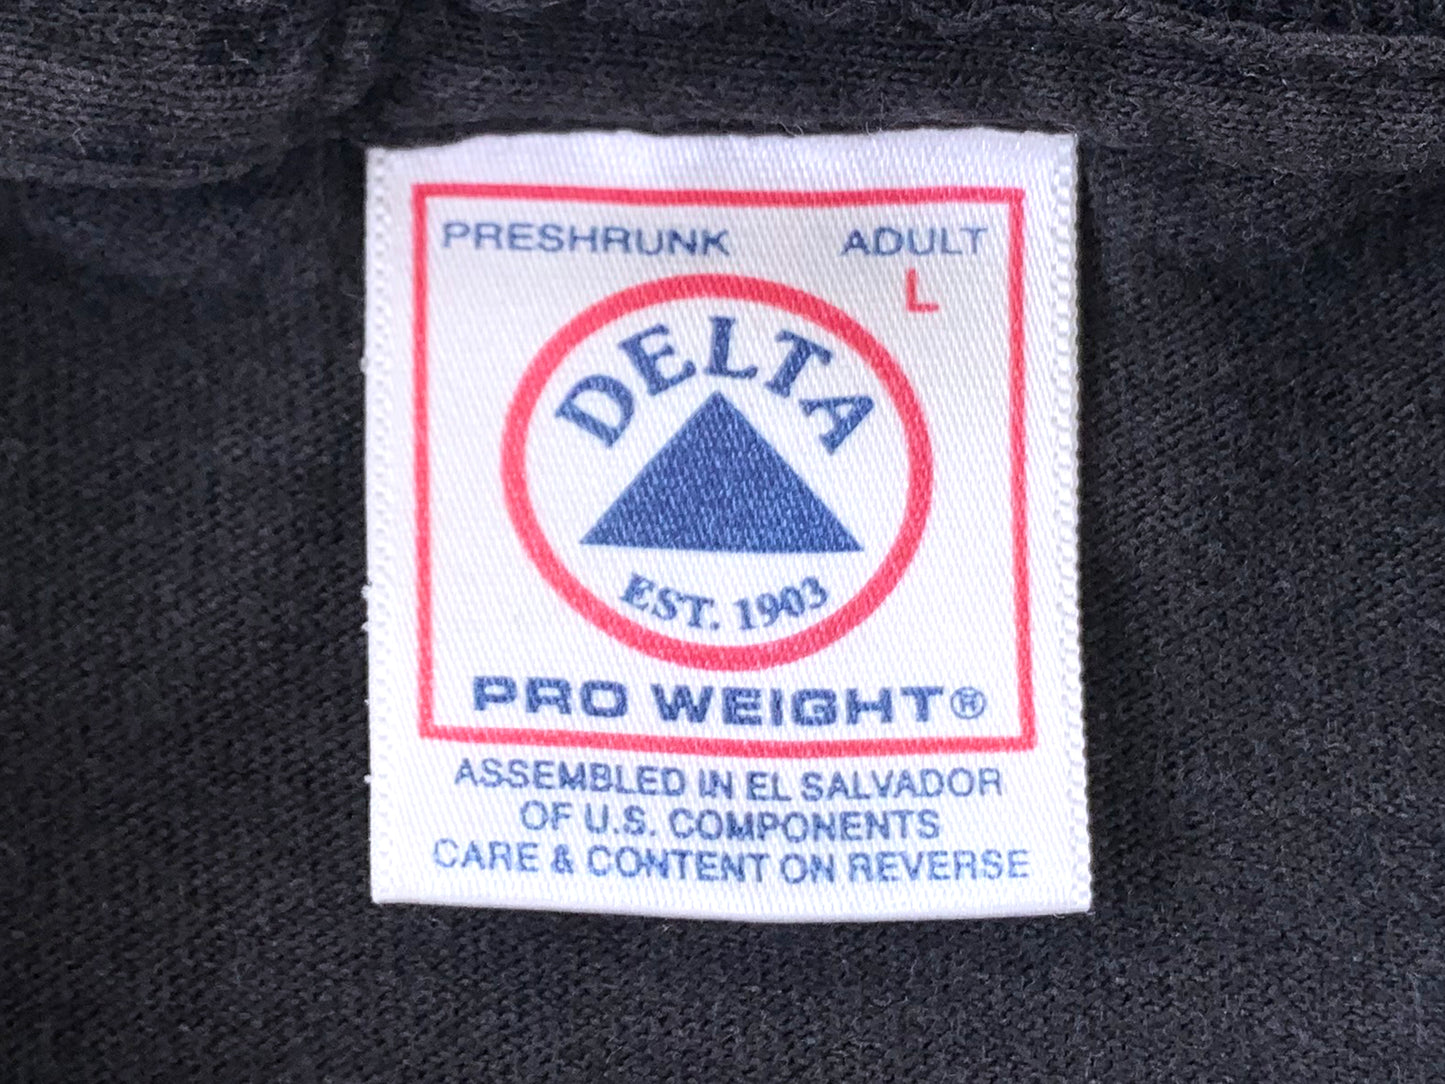 PRESHRUNK ADULT
L
DELTA
EST. 1903
PRO WEIGHT®
ASSEMBLED IN EL SALVADOR
OF U.S. COMPONENTS
CARE & CONTENT ON REVERSE